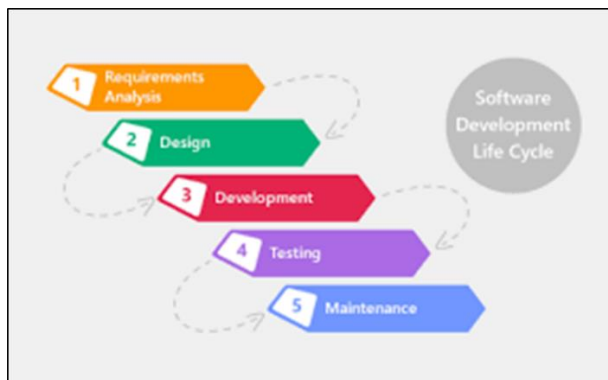 1
Requirements
Analysis
2
Design
3
Development
4
Testing
5
Maintenance
Software
Development
Life Cycle